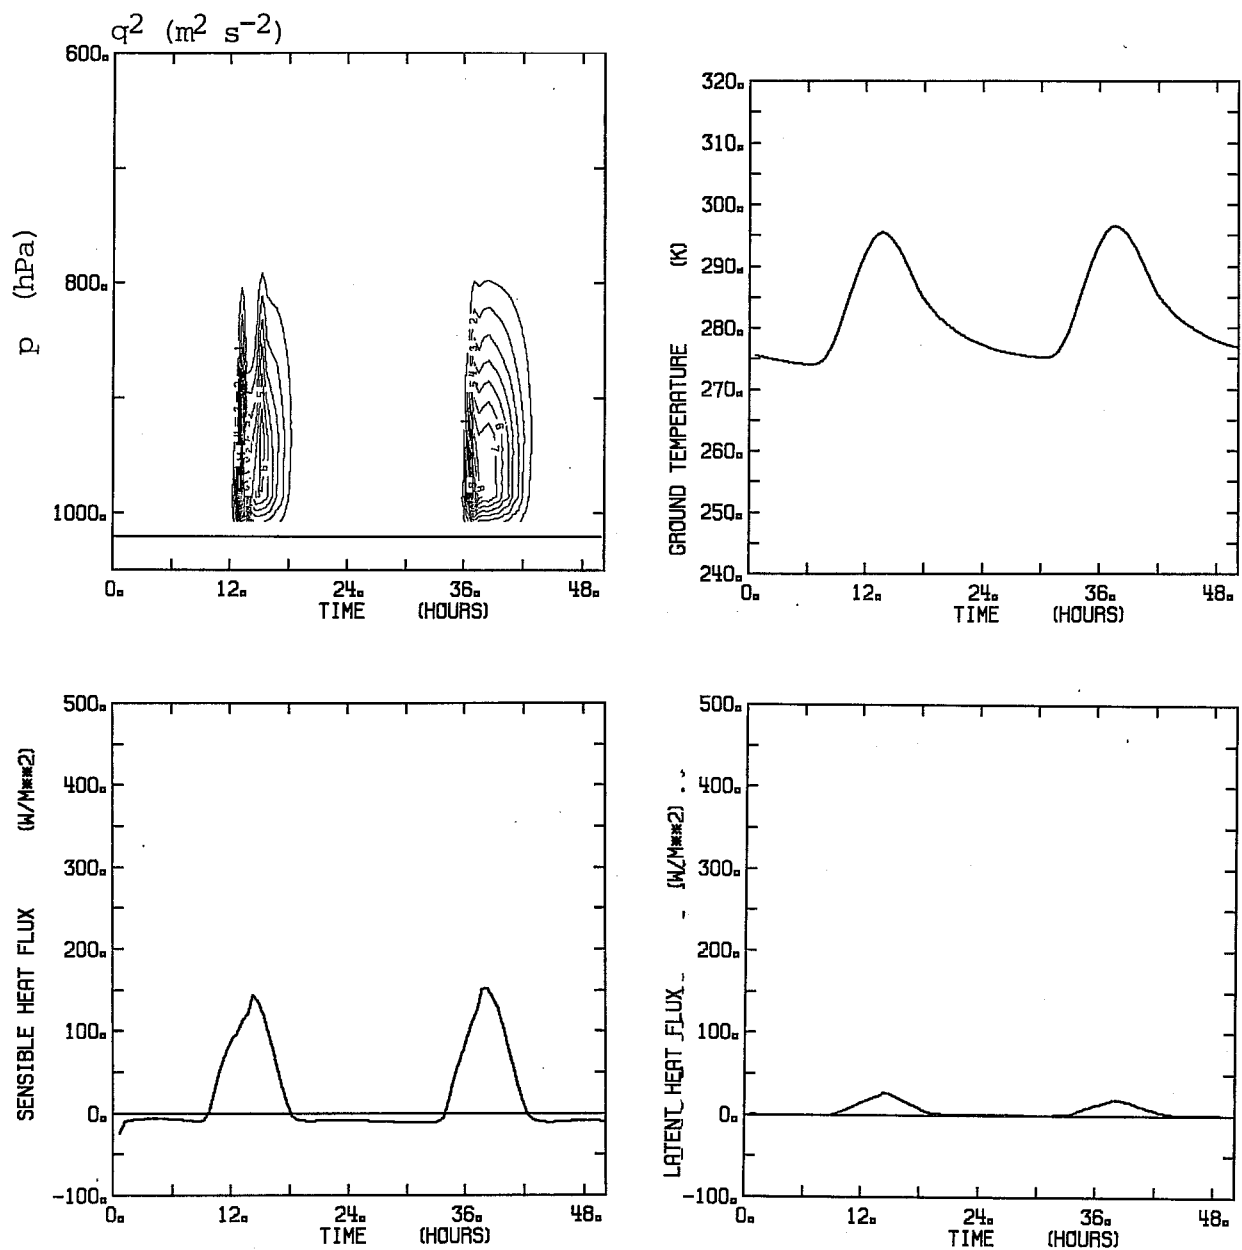 q² (m² s⁻²)
600.
800.
1000.
p (hPa)
0. 12. 24. 36. 48.
TIME (HOURS)
320.
310.
300.
290.
280.
270.
260.
250.
240.
GROUND TEMPERATURE (K)
0. 12. 24. 36. 48.
TIME (HOURS)
500.
400.
300.
200.
100.
0.
-100.
SENSIBLE HEAT FLUX (W/M**2)
0. 12. 24. 36. 48.
TIME (HOURS)
500.
400.
300.
200.
100.
0.
-100.
LATENT HEAT FLUX (W/M**2)
0. 12. 24. 36. 48.
TIME (HOURS)